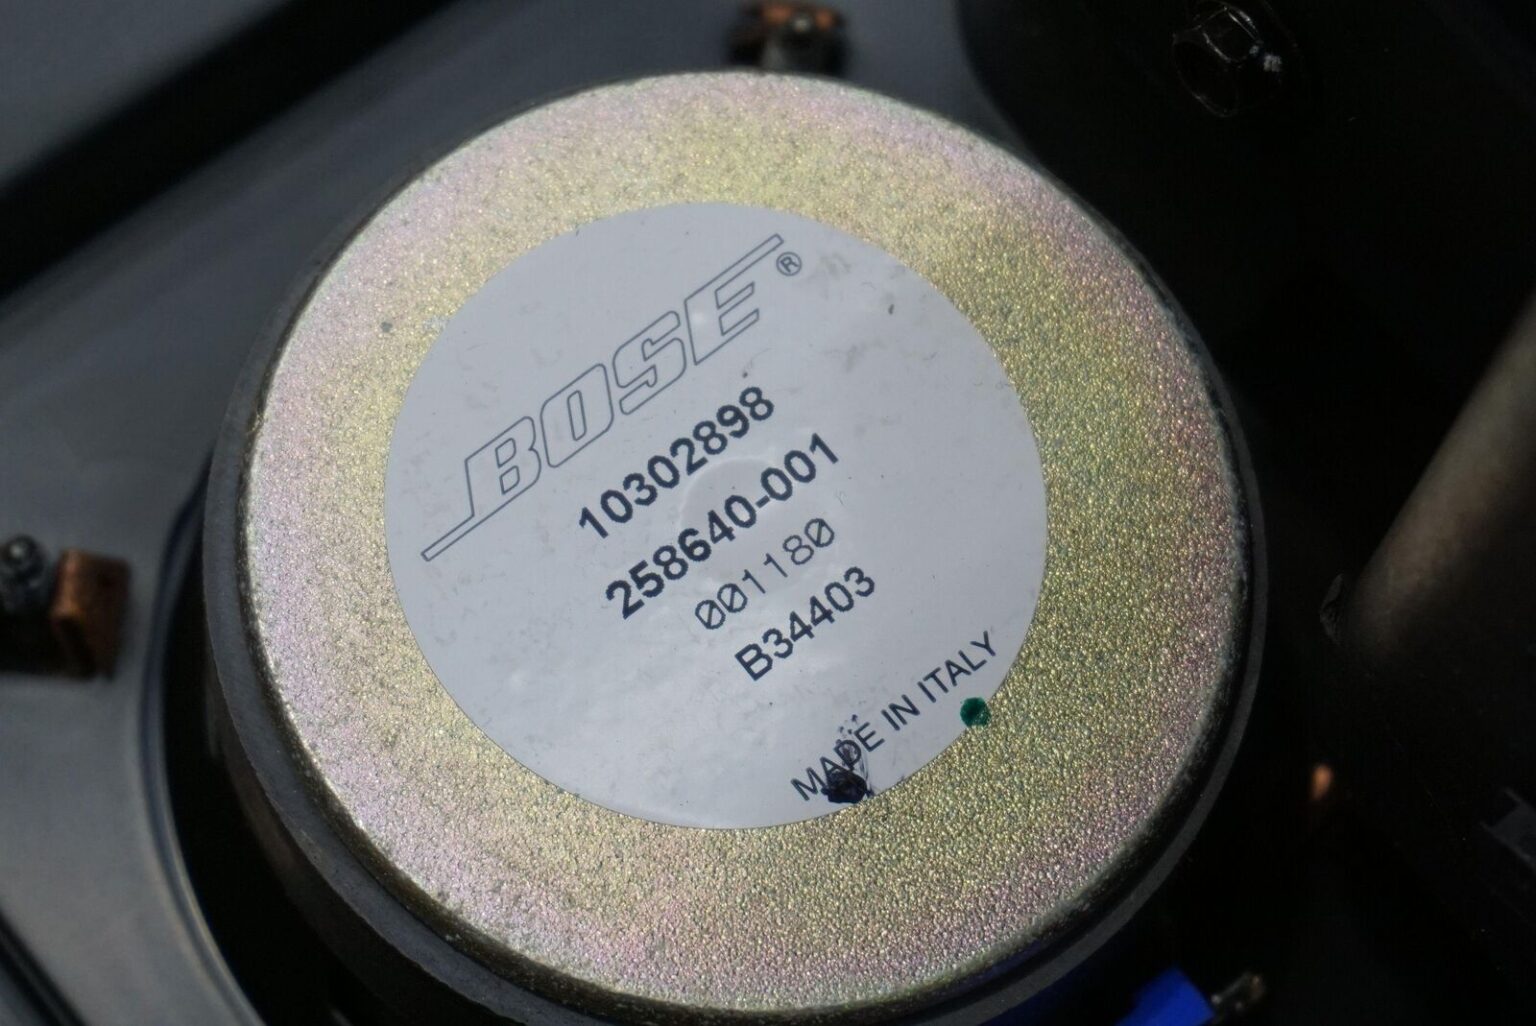 BOSE®
10302898
258640-001
001180
B34403
MADE IN ITALY